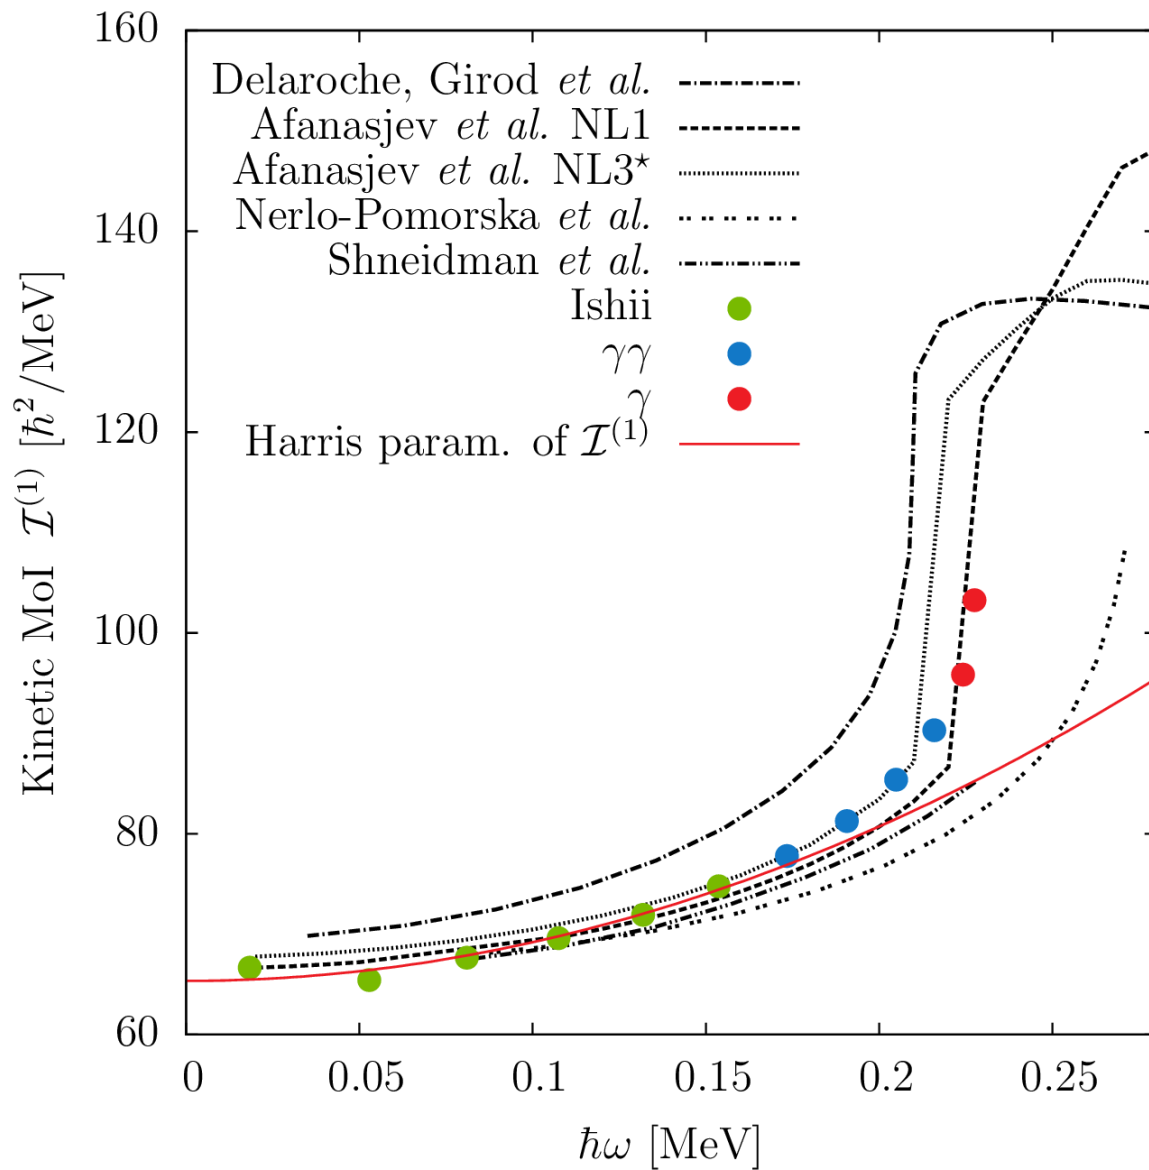 160
140
120
100
80
60
Kinetic MoI 𝓘⁽¹⁾ [ħ²/MeV]
Delaroche, Girod et al.
Afanasjev et al. NL1
Afanasjev et al. NL3⋆
Nerlo-Pomorska et al.
Shneidman et al.
Ishii
γγ
γ
Harris param. of 𝓘⁽¹⁾
0 0.05 0.1 0.15 0.2 0.25
ħω [MeV]